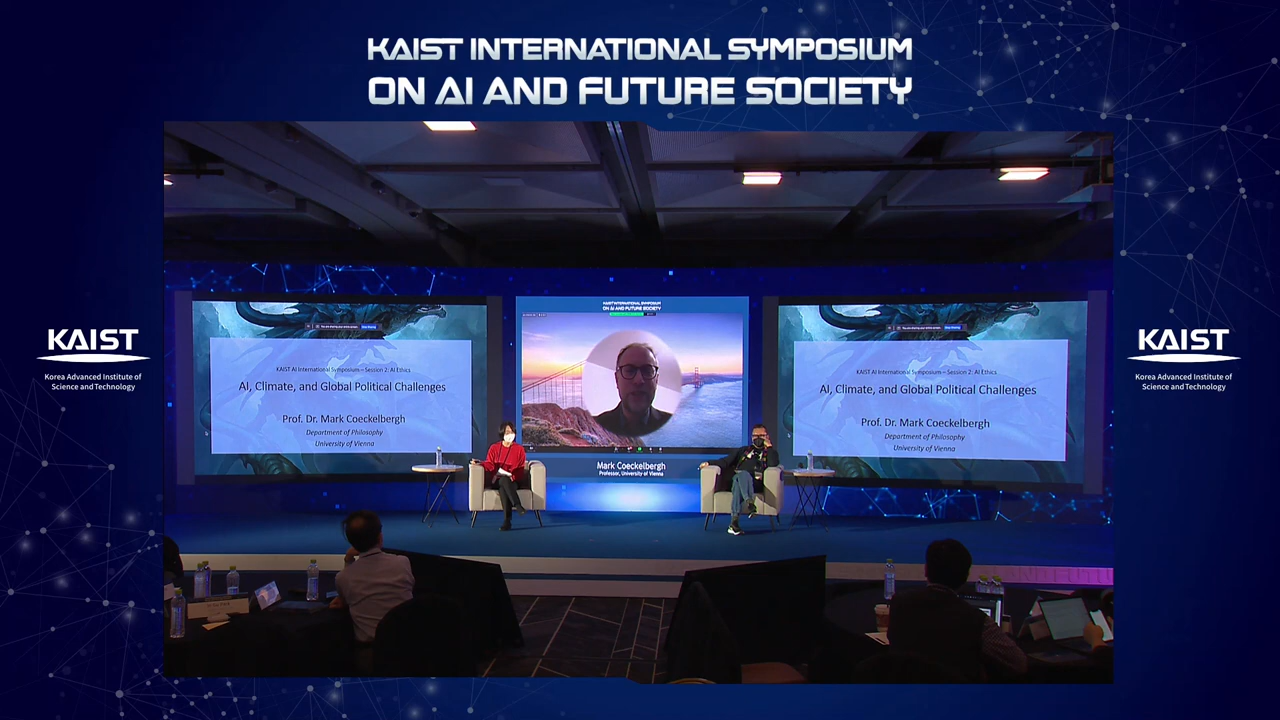 KAIST INTERNATIONAL SYMPOSIUM
ON AI AND FUTURE SOCIETY
KAIST
Korea Advanced Institute of
Science and Technology
KAIST AI International Symposium – Session 2: AI Ethics
AI, Climate, and Global Political Challenges
Prof. Dr. Mark Coeckelbergh
Department of Philosophy
University of Vienna
KAIST INTERNATIONAL SYMPOSIUM
ON AI AND FUTURE SOCIETY
Mark Coeckelbergh
Professor, University of Vienna
KAIST AI International Symposium – Session 2: AI Ethics
AI, Climate, and Global Political Challenges
Prof. Dr. Mark Coeckelbergh
Department of Philosophy
University of Vienna
KAIST
Korea Advanced Institute of
Science and Technology